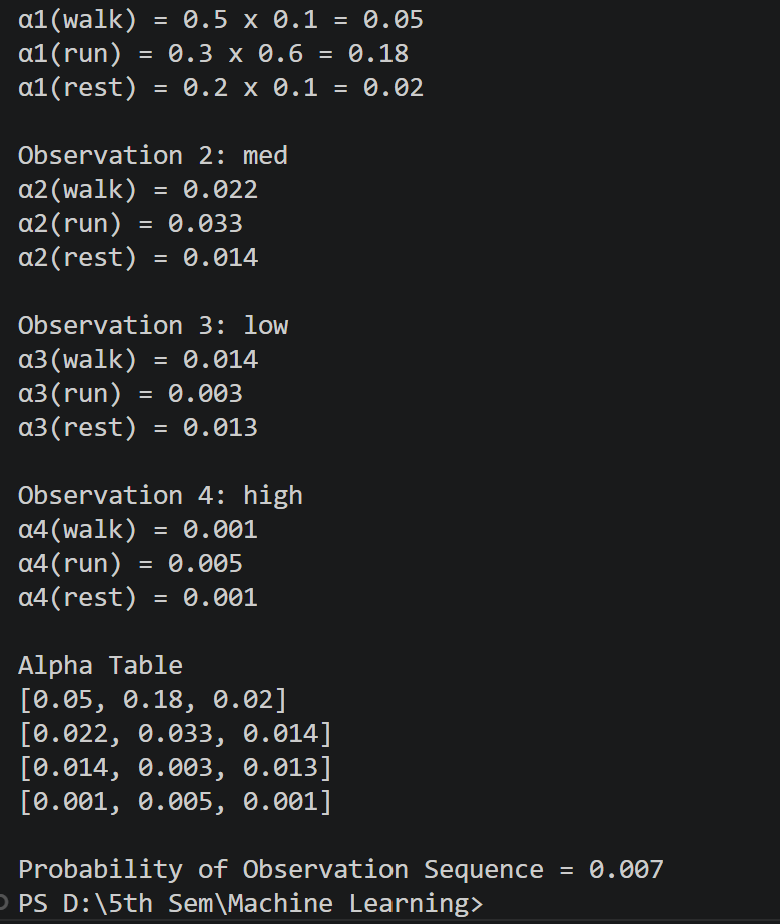 α1(walk) = 0.5 x 0.1 = 0.05
α1(run) = 0.3 x 0.6 = 0.18
α1(rest) = 0.2 x 0.1 = 0.02
Observation 2: med
α2(walk) = 0.022
α2(run) = 0.033
α2(rest) = 0.014
Observation 3: low
α3(walk) = 0.014
α3(run) = 0.003
α3(rest) = 0.013
Observation 4: high
α4(walk) = 0.001
α4(run) = 0.005
α4(rest) = 0.001
Alpha Table
[0.05, 0.18, 0.02]
[0.022, 0.033, 0.014]
[0.014, 0.003, 0.013]
[0.001, 0.005, 0.001]
Probability of Observation Sequence = 0.007
PS D:\5th Sem\Machine Learning>